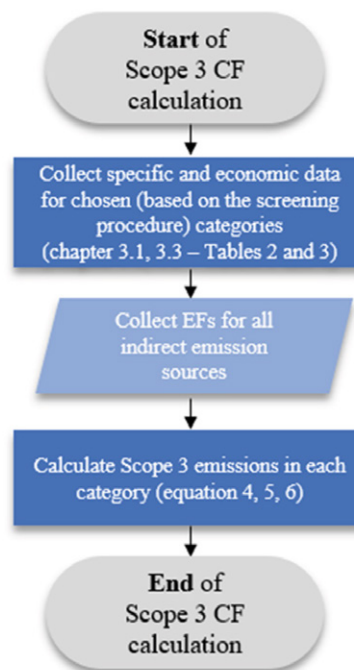 Start of
Scope 3 CF
calculation
Collect specific and economic data
for chosen (based on the screening
procedure) categories
(chapter 3.1, 3.3 – Tables 2 and 3)
Collect EFs for all
indirect emission
sources
Calculate Scope 3 emissions in each
category (equation 4, 5, 6)
End of
Scope 3 CF
calculation